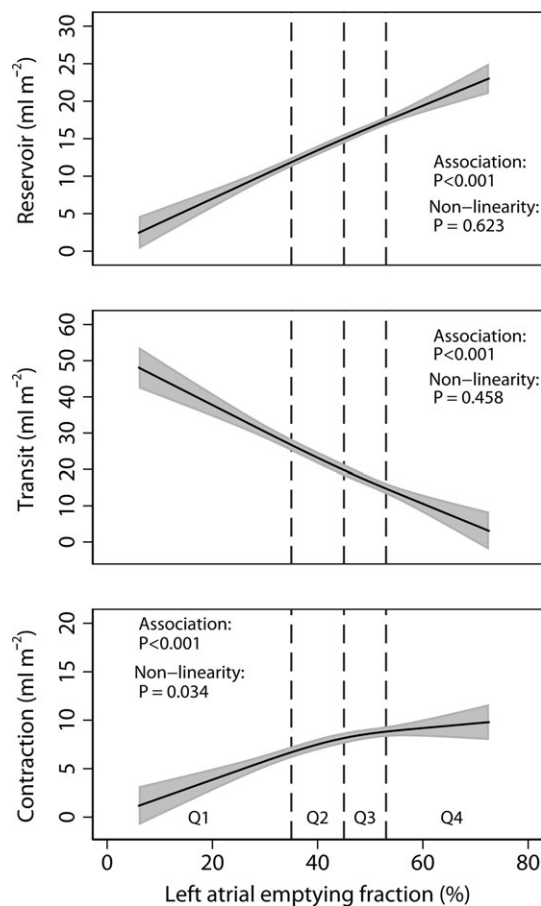 Reservoir (ml m⁻²)
30
25
20
15
10
5
0
Association:
P<0.001
Non−linearity:
P = 0.623
Transit (ml m⁻²)
60
50
40
30
20
10
0
Association:
P<0.001
Non−linearity:
P = 0.458
Contraction (ml m⁻²)
20
15
10
5
0
Association:
P<0.001
Non−linearity:
P = 0.034
Q1 Q2 Q3 Q4
0 20 40 60 80
Left atrial emptying fraction (%)